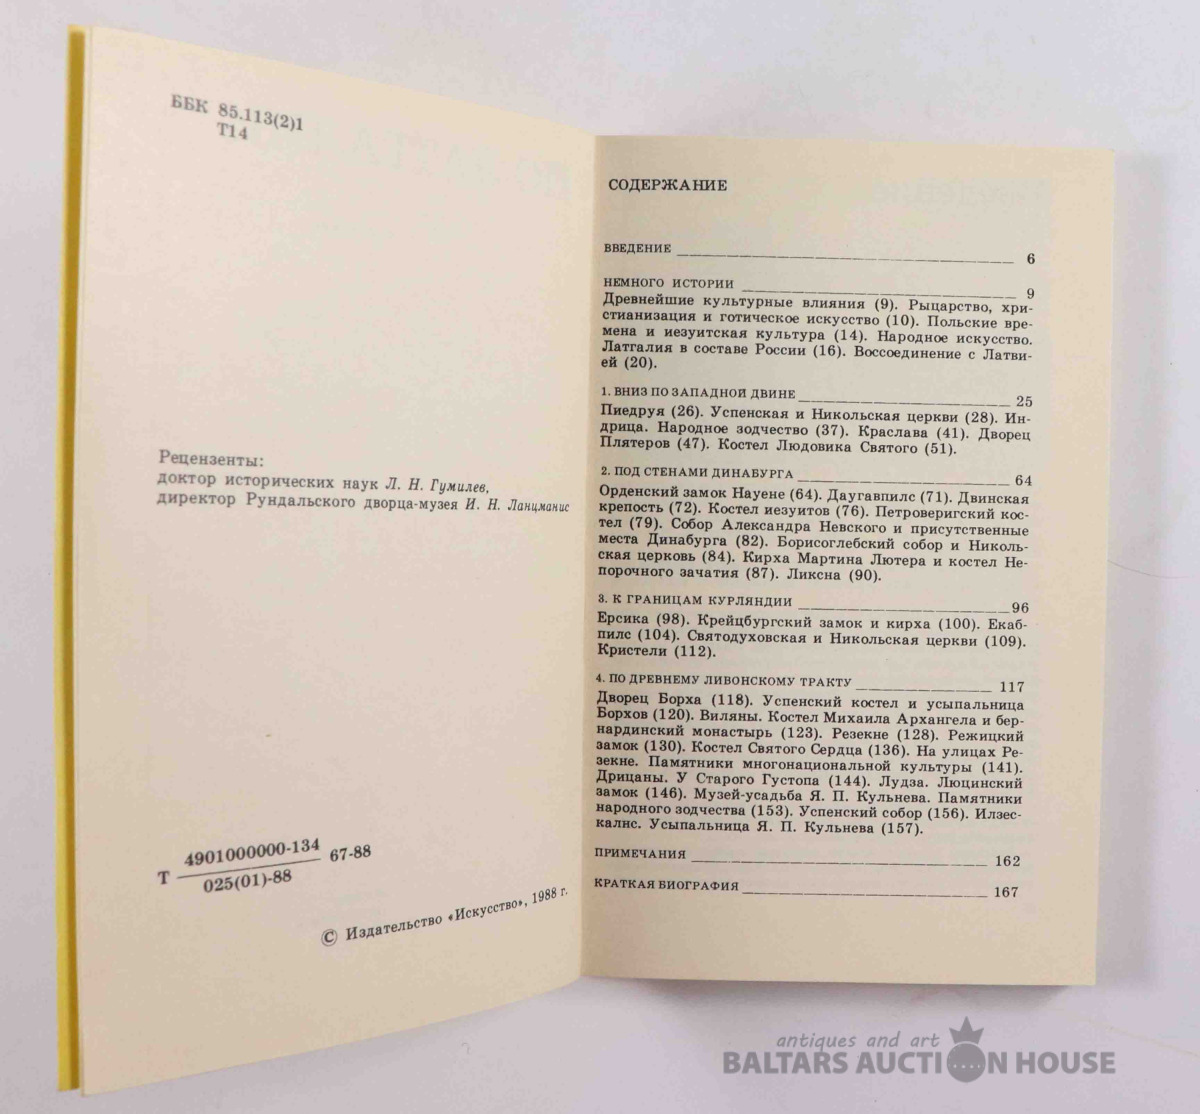 ББК 85.113(2)1
Т14
Рецензенты:
доктор исторических наук Л. Н. Гумилев,
директор Рундальского дворца-музея И. Н. Ланцманис
Т 4901000000-134 67-88
025(01)-88
© Издательство «Искусство», 1988 г.
СОДЕРЖАНИЕ
ВВЕДЕНИЕ 6
НЕМНОГО ИСТОРИИ 9
Древнейшие культурные влияния (9). Рыцарство, хри-
стианизация и готическое искусство (10). Польские вре-
мена и иезуитская культура (14). Народное искусство.
Латгалия в составе России (16). Воссоединение с Латви-
ей (20).
1. ВНИЗ ПО ЗАПАДНОЙ ДВИНЕ 25
Пиедруя (26). Успенская и Никольская церкви (28). Ин-
дрица. Народное зодчество (37). Краслава (41). Дворец
Плятеров (47). Костел Людовика Святого (51).
2. ПОД СТЕНАМИ ДИНАБУРГА 64
Орденский замок Науене (64). Даугавпилс (71). Двинская
крепость (72). Костел иезуитов (76). Петроверигский кос-
тел (79). Собор Александра Невского и присутственные
места Динабурга (82). Борисоглебский собор и Николь-
ская церковь (84). Кирха Мартина Лютера и костел Не-
порочного зачатия (87). Ликсна (90).
3. К ГРАНИЦАМ КУРЛЯНДИИ 96
Ерсика (98). Крейцбургский замок и кирха (100). Екаб-
пилс (104). Святодуховская и Никольская церкви (109).
Кристели (112).
4. ПО ДРЕВНЕМУ ЛИВОНСКОМУ ТРАКТУ 117
Дворец Борха (118). Успенский костел и усыпальница
Борхов (120). Виляны. Костел Михаила Архангела и бер-
нардинский монастырь (123). Резекне (128). Режицкий
замок (130). Костел Святого Сердца (136). На улицах Ре-
зекне. Памятники многонациональной культуры (141).
Дрицаны. У Старого Густопа (144). Лудза. Люцинский
замок (146). Музей-усадьба Я. П. Кульнева. Памятники
народного зодчества (153). Успенский собор (156). Илзес-
калнс. Усыпальница Я. П. Кульнева (157).
ПРИМЕЧАНИЯ 162
КРАТКАЯ БИОГРАФИЯ 167
antiques and art
BALTARS AUCTION HOUSE